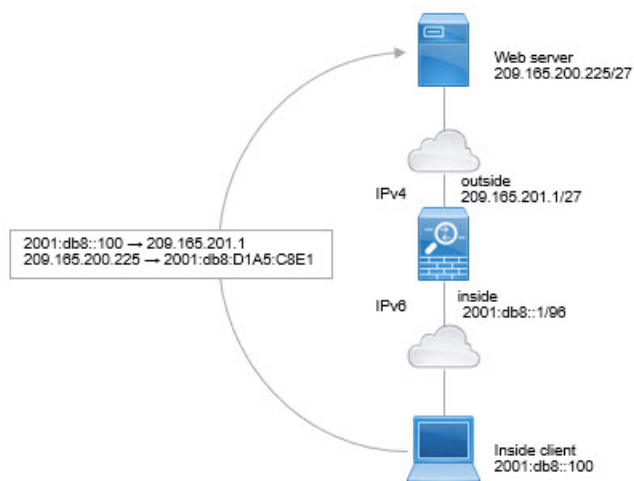 Web server
209.165.200.225/27
IPv4
outside
209.165.201.1/27
2001:db8::100 → 209.165.201.1
209.165.200.225 → 2001:db8:D1A5:C8E1
IPv6
inside
2001:db8::1/96
Inside client
2001:db8::100